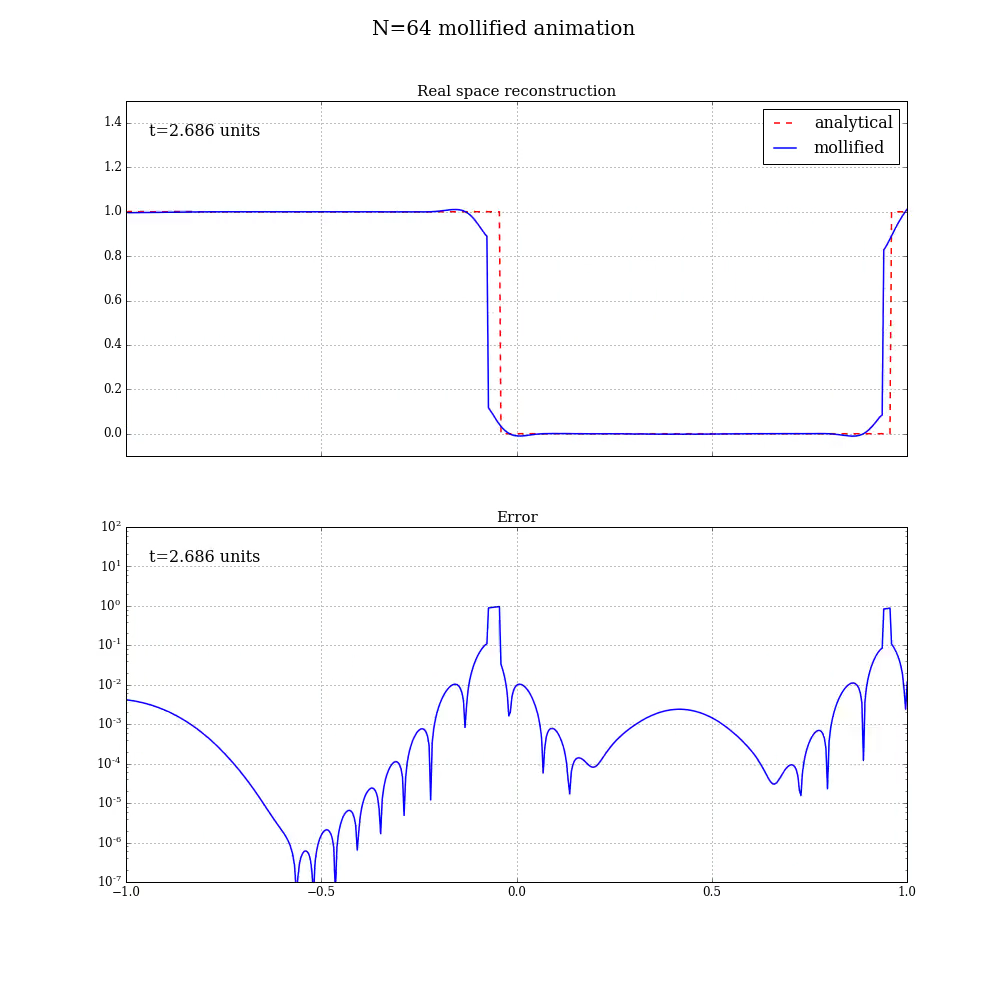 N=64 mollified animation
Real space reconstruction
t=2.686 units
analytical
mollified
1.4
1.2
1.0
0.8
0.6
0.4
0.2
0.0
Error
t=2.686 units
10²
10¹
10⁰
10⁻¹
10⁻²
10⁻³
10⁻⁴
10⁻⁵
10⁻⁶
10⁻⁷
−1.0 −0.5 0.0 0.5 1.0